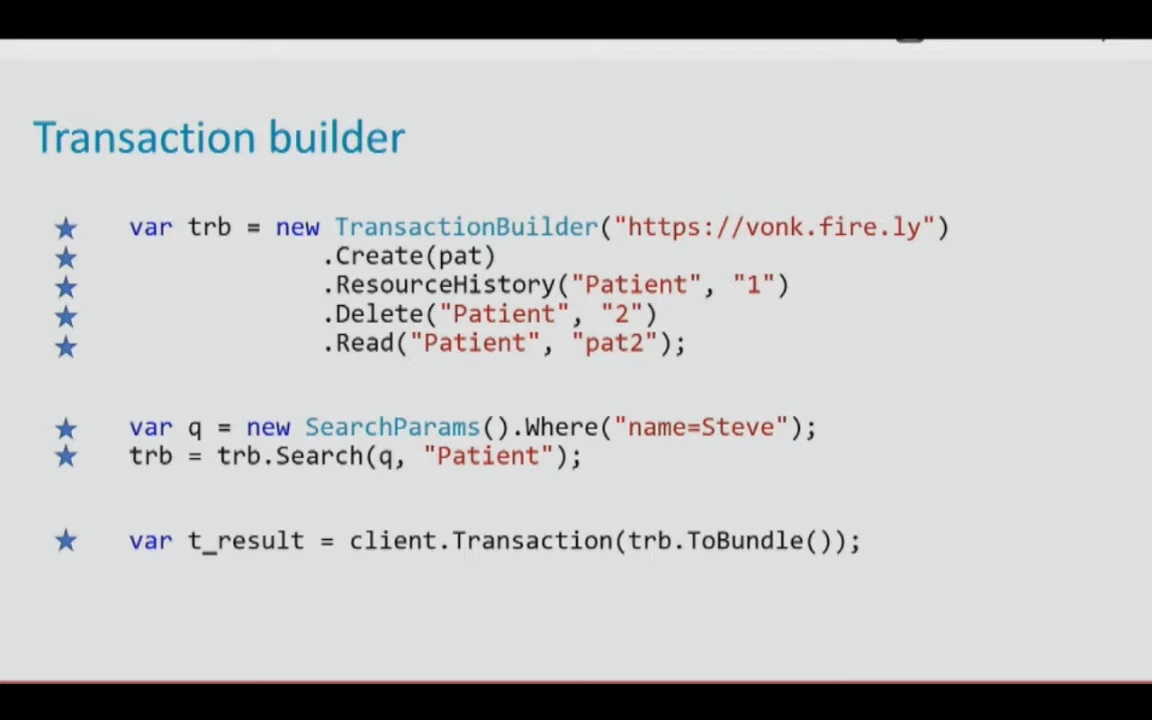 Transaction builder
var trb = new TransactionBuilder("https://vonk.fire.ly")
.Create(pat)
.ResourceHistory("Patient", "1")
.Delete("Patient", "2")
.Read("Patient", "pat2");
var q = new SearchParams().Where("name=Steve");
trb = trb.Search(q, "Patient");
var t_result = client.Transaction(trb.ToBundle());